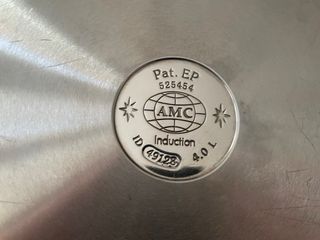 Pat. EP
525454
AMC
Induction
ID 49123 4.0 L